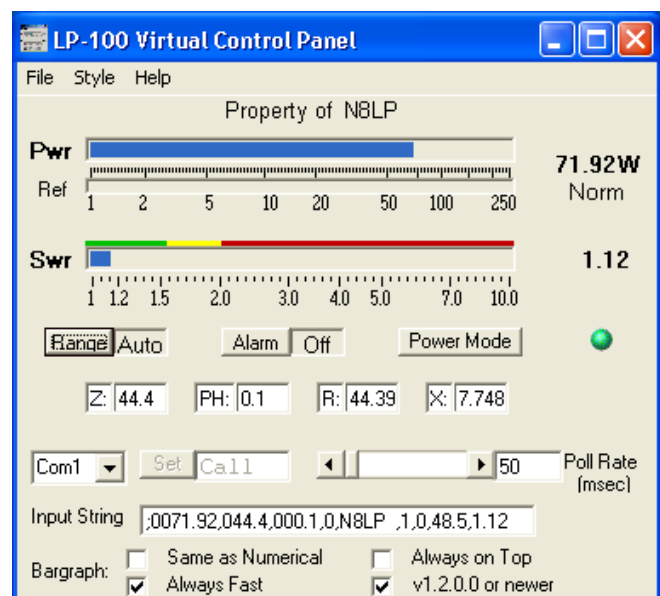 LP-100 Virtual Control Panel
File Style Help
Property of N8LP
Pwr
71.92W
Ref
Norm
1 2 5 10 20 50 100 250
Swr
1.12
1 1.2 1.5 2.0 3.0 4.0 5.0 7.0 10.0
Range Auto Alarm Off Power Mode
Z: 44.4 PH: 0.1 R: 44.39 X: 7.748
Com1 Set Call 50 Poll Rate
(msec)
Input String ;0071.92,044.4,000.1,0,N8LP ,1,0,48.5,1.12
Bargraph:
Same as Numerical Always on Top
Always Fast v1.2.0.0 or newer